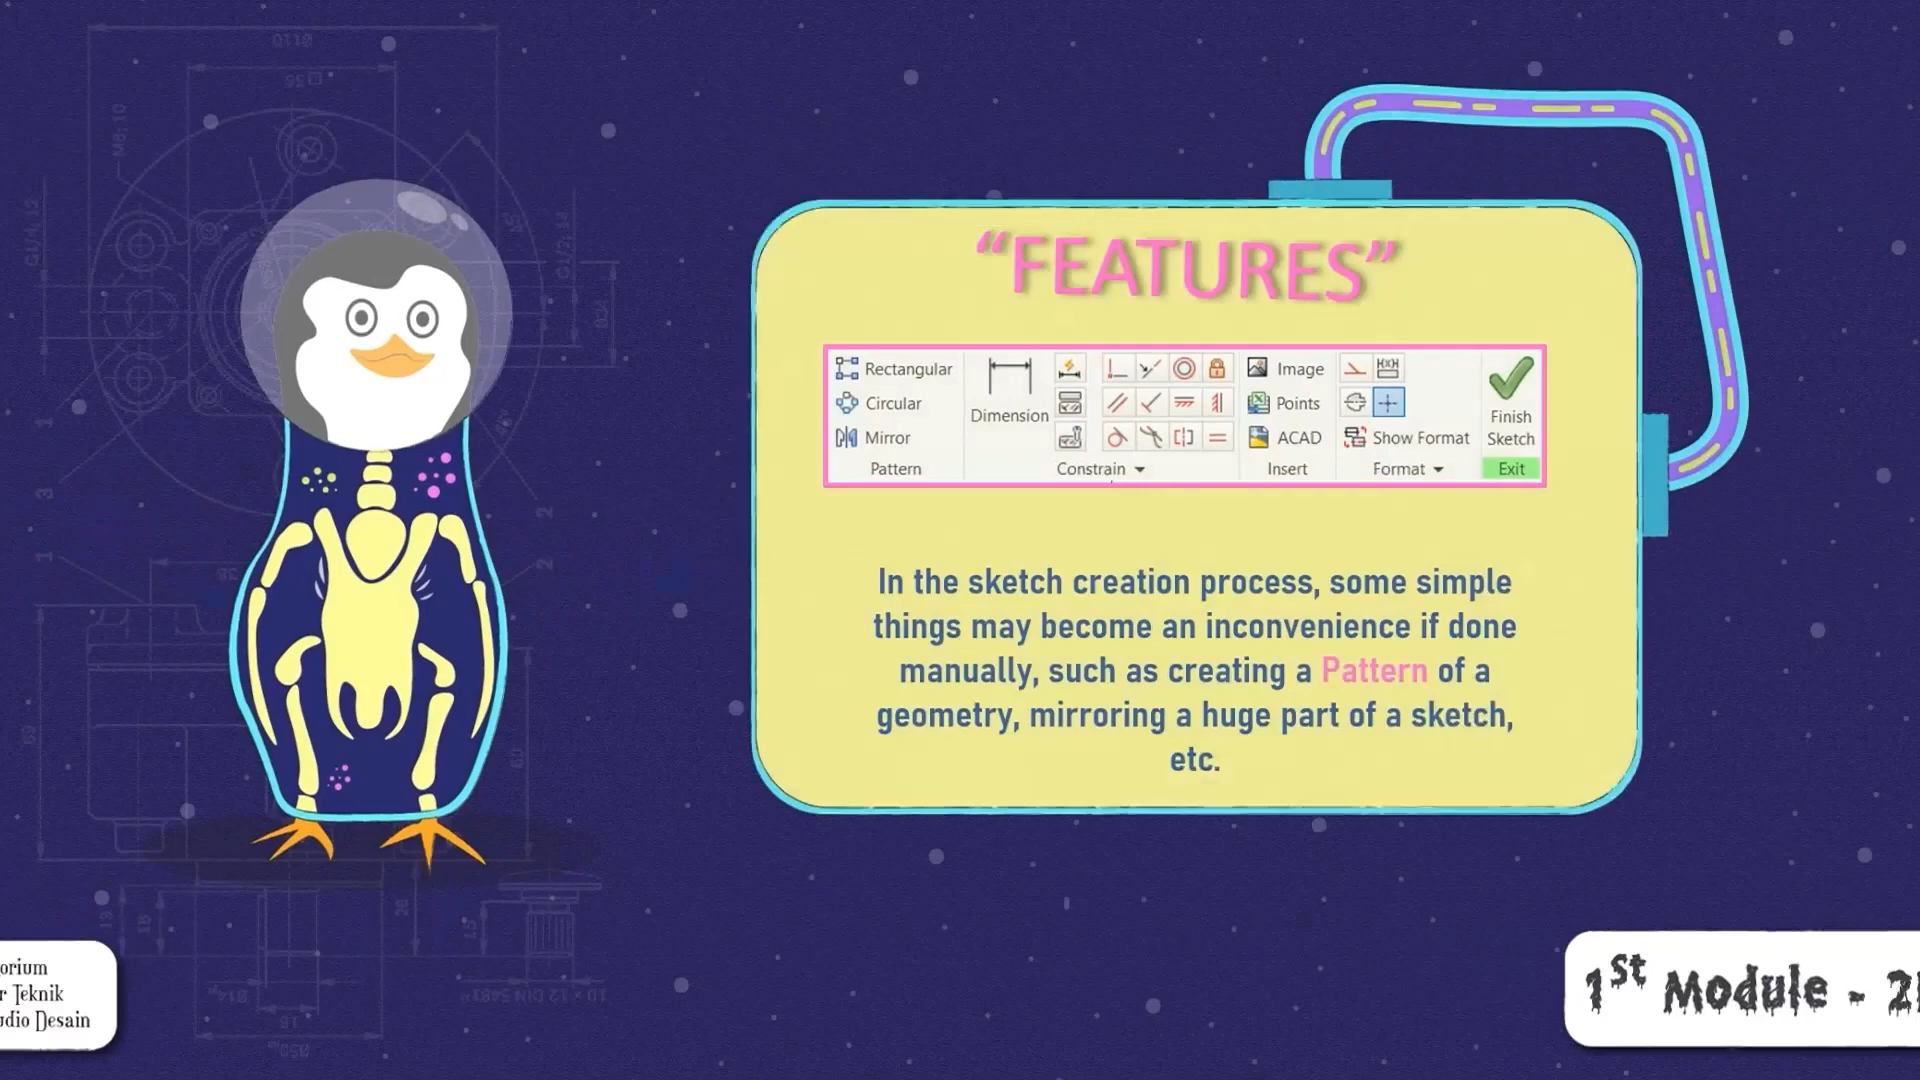 “FEATURES”
Rectangular
Circular
Mirror
Pattern
Dimension
Constrain
Image
Points
ACAD
Insert
Show Format
Format
Finish
Sketch
Exit
In the sketch creation process, some simple
things may become an inconvenience if done
manually, such as creating a Pattern of a
geometry, mirroring a huge part of a sketch,
etc.
orium
r Teknik
udio Desain
1st Module - 2